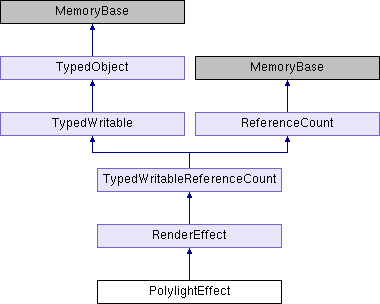 MemoryBase
TypedObject
MemoryBase
TypedWritable
ReferenceCount
TypedWritableReferenceCount
RenderEffect
PolylightEffect